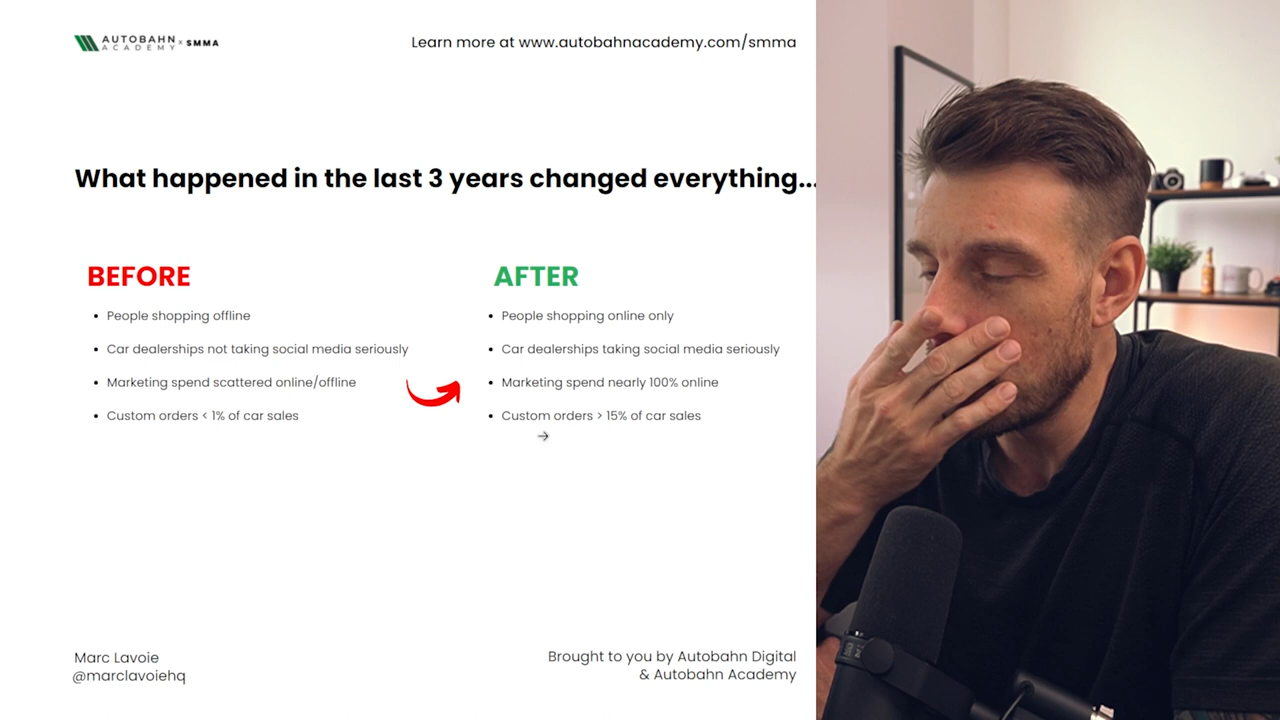 AUTOBAHN
ACADEMY x SMMA
Learn more at www.autobahnacademy.com/smma
What happened in the last 3 years changed everything...
BEFORE
• People shopping offline
• Car dealerships not taking social media seriously
• Marketing spend scattered online/offline
• Custom orders < 1% of car sales
AFTER
• People shopping online only
• Car dealerships taking social media seriously
• Marketing spend nearly 100% online
• Custom orders > 15% of car sales
Marc Lavoie
@marclavoiehq
Brought to you by Autobahn Digital
& Autobahn Academy